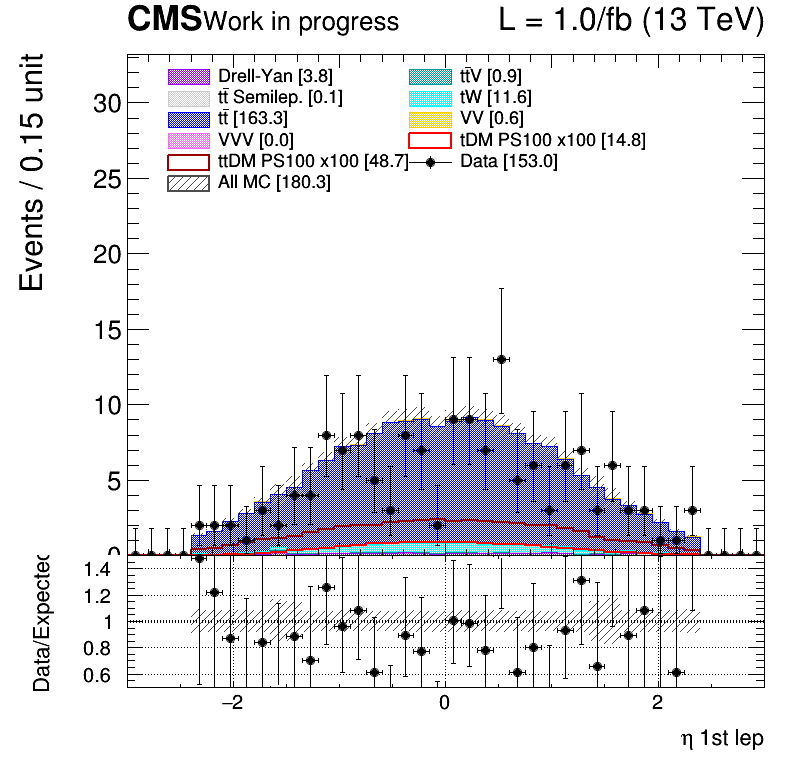 CMS Work in progress L = 1.0/fb (13 TeV)
Drell-Yan [3.8] tt̄V [0.9]
tt̄ Semilep. [0.1] tW [11.6]
tt̄ [163.3] VV [0.6]
VVV [0.0] tDM PS100 x100 [14.8]
ttDM PS100 x100 [48.7] Data [153.0]
All MC [180.3]
Events / 0.15 unit
30
25
20
15
10
5
0
Data/Expected
1.4
1.2
1
0.8
0.6
−2 0 2
η 1st lep